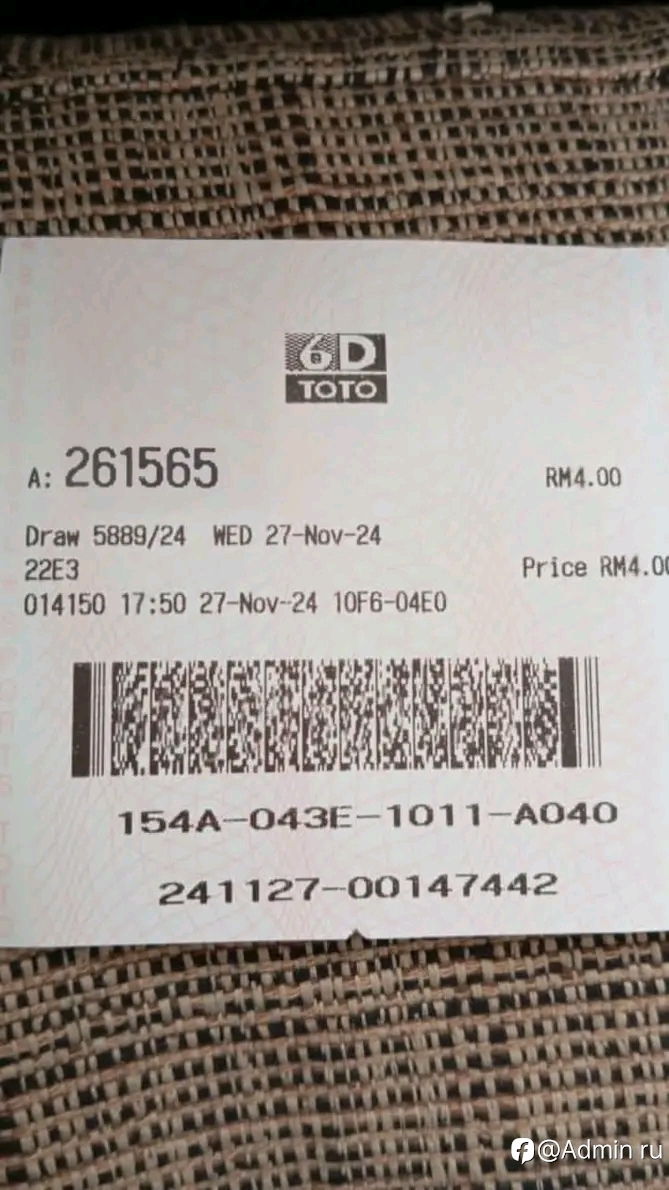 6D
TOTO
A: 261565 RM4.00
Draw 5889/24 WED 27-Nov-24
22E3 Price RM4.00
014150 17:50 27-Nov-24 10F6-04E0
154A-043E-1011-A040
241127-00147442
@Admin ru